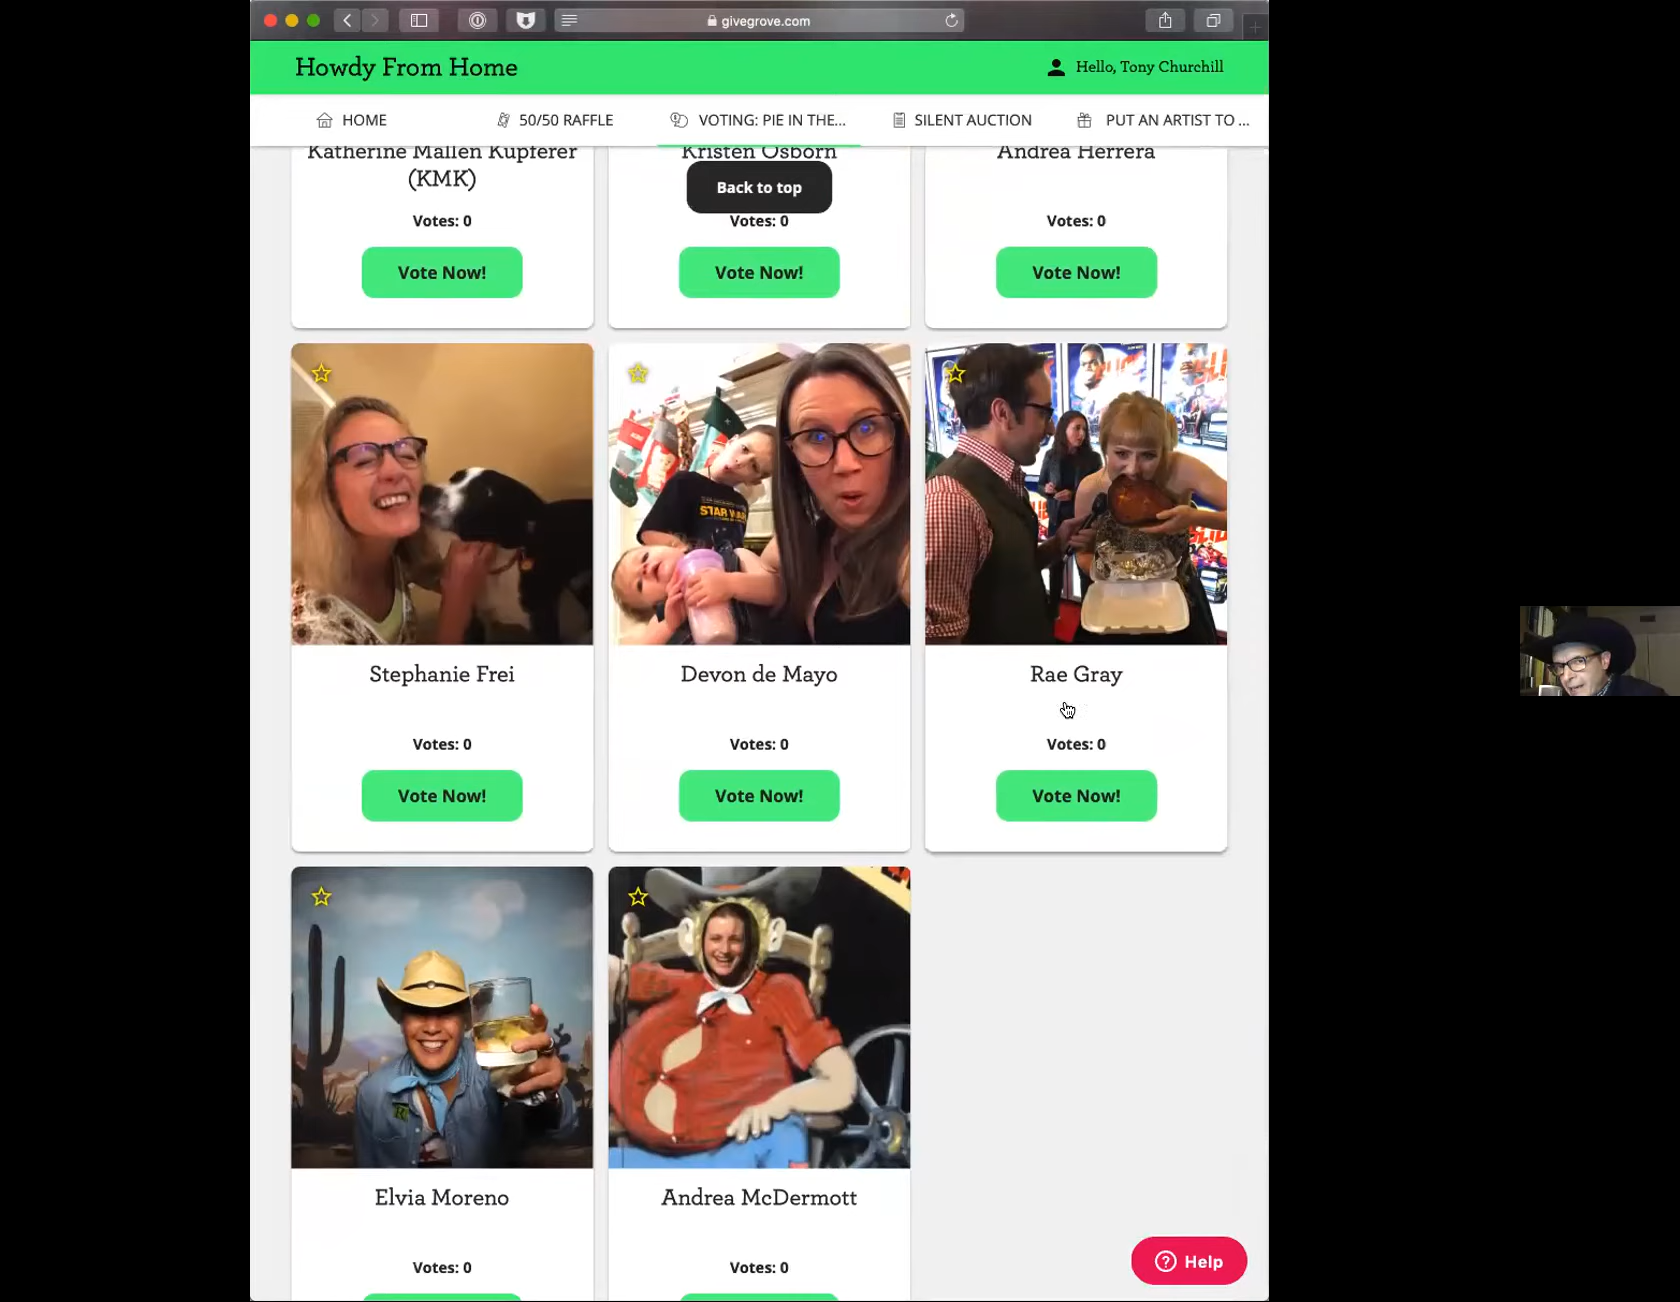 givegrove.com
Howdy From Home
Hello, Tony Churchill
HOME
50/50 RAFFLE
VOTING: PIE IN THE...
SILENT AUCTION
PUT AN ARTIST TO ...
Katherine Mallen Kupferer
(KMK)
Kristen Osborn
Andrea Herrera
Back to top
Votes: 0
Votes: 0
Votes: 0
Vote Now!
Vote Now!
Vote Now!
STAR
Stephanie Frei
Devon de Mayo
Rae Gray
Votes: 0
Votes: 0
Votes: 0
Vote Now!
Vote Now!
Vote Now!
Elvia Moreno
Andrea McDermott
Votes: 0
Votes: 0
Help